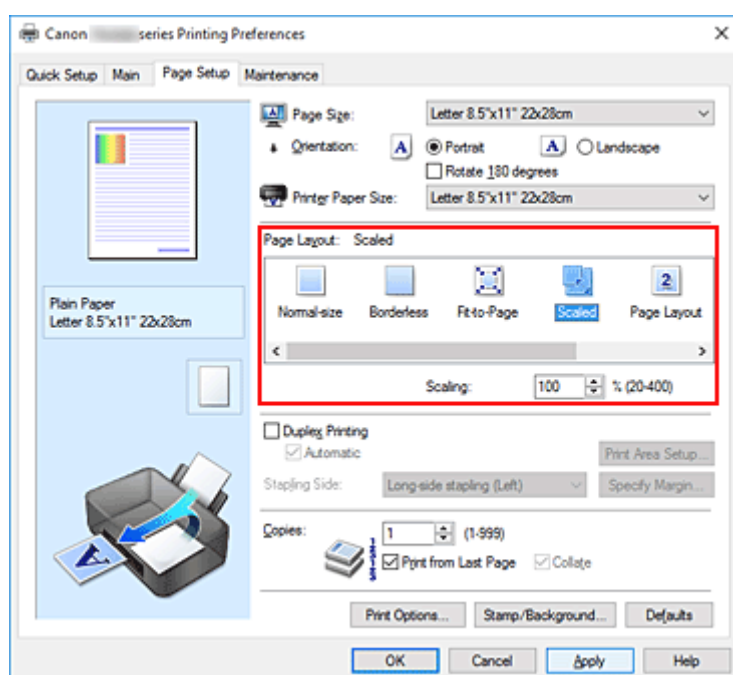 Canon series Printing Preferences
Quick Setup Main Page Setup Maintenance
Page Size: Letter 8.5"x11" 22x28cm
Orientation: A Portrait A Landscape
Rotate 180 degrees
Printer Paper Size: Letter 8.5"x11" 22x28cm
Page Layout: Scaled
2
Normal-size Borderless Fit-to-Page Scaled Page Layout
Scaling: 100 % (20-400)
Plain Paper
Letter 8.5"x11" 22x28cm
Duplex Printing
Automatic Print Area Setup...
Stapling Side: Long-side stapling (Left) Specify Margin...
Copies: 1 (1-999)
Print from Last Page Collate
A
Print Options... Stamp/Background... Defaults
OK Cancel Apply Help